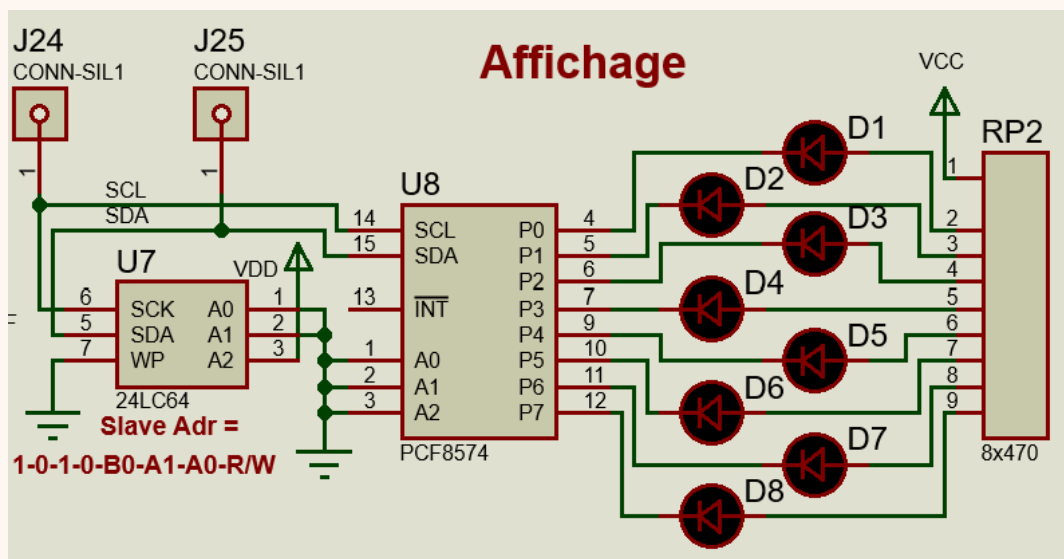 J24
CONN-SIL1
1
J25
CONN-SIL1
1
Affichage
VCC
SCL
SDA
U7
VDD
6 SCK A0 1
5 SDA A1 2
7 WP A2 3
24LC64
Slave Adr =
1-0-1-0-B0-A1-A0-R/W
U8
14 SCL P0 4
15 SDA P1 5
P2 6
13 INT P3 7
P4 9
1 A0 P5 10
2 A1 P6 11
3 A2 P7 12
PCF8574
D1
D2
D3
D4
D5
D6
D7
D8
RP2
1
2
3
4
5
6
7
8
9
8x470